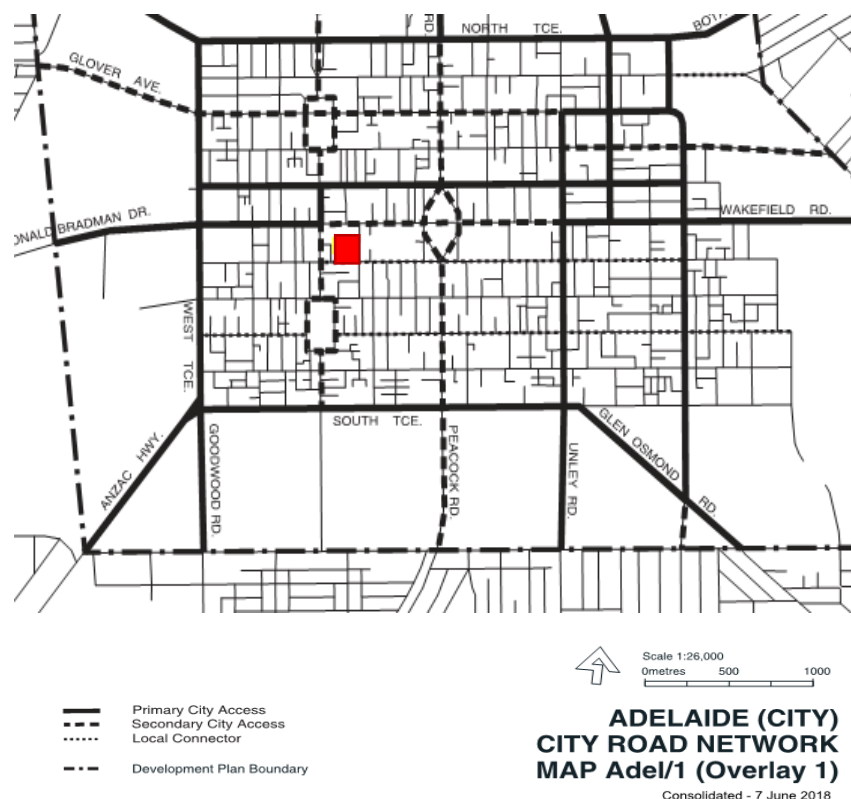 RD.
NORTH TCE.
BOT
GLOVER AVE.
ONALD BRADMAN DR.
WAKEFIELD RD.
WEST TCE.
SOUTH TCE.
ANZAC HWY.
GOODWOOD RD.
PEACOCK RD.
UNLEY RD.
GLEN OSMOND RD.
Scale 1:26,000
0metres 500 1000
Primary City Access
Secondary City Access
Local Connector
Development Plan Boundary
ADELAIDE (CITY)
CITY ROAD NETWORK
MAP Adel/1 (Overlay 1)
Consolidated - 7 June 2018